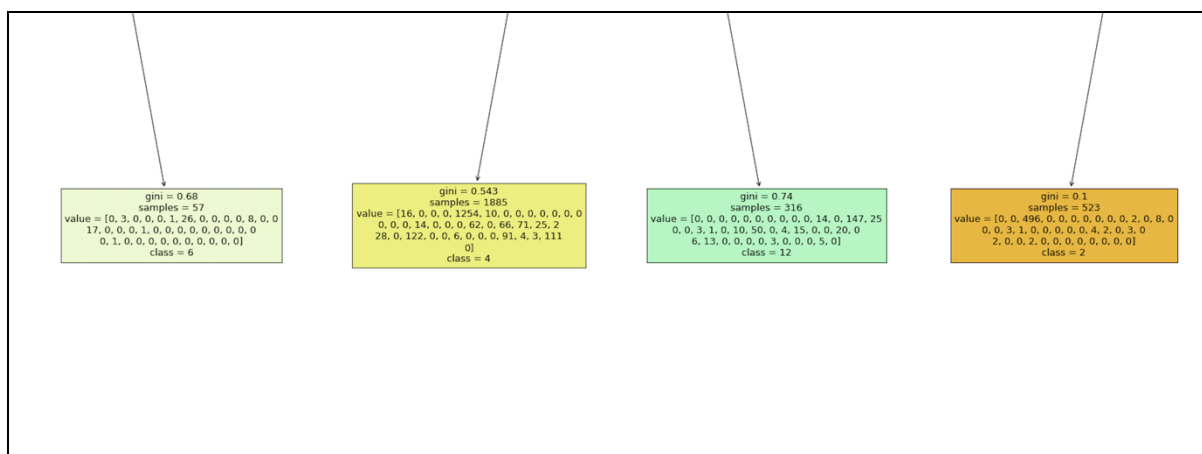 gini = 0.68
samples = 57
value = [0, 3, 0, 0, 0, 1, 26, 0, 0, 0, 0, 8, 0, 0
17, 0, 0, 0, 1, 0, 0, 0, 0, 0, 0, 0, 0, 0
0, 1, 0, 0, 0, 0, 0, 0, 0, 0, 0, 0]
class = 6
gini = 0.543
samples = 1885
value = [16, 0, 0, 0, 1254, 10, 0, 0, 0, 0, 0, 0, 0
0, 0, 0, 14, 0, 0, 0, 62, 0, 66, 71, 25, 2
28, 0, 122, 0, 0, 6, 0, 0, 0, 91, 4, 3, 111
0]
class = 4
gini = 0.74
samples = 316
value = [0, 0, 0, 0, 0, 0, 0, 0, 0, 0, 14, 0, 147, 25
0, 0, 3, 1, 0, 10, 50, 0, 4, 15, 0, 0, 20, 0
6, 13, 0, 0, 0, 0, 3, 0, 0, 0, 5, 0]
class = 12
gini = 0.1
samples = 523
value = [0, 0, 496, 0, 0, 0, 0, 0, 0, 0, 2, 0, 8, 0
0, 0, 3, 1, 0, 0, 0, 0, 0, 4, 2, 0, 3, 0
2, 0, 0, 2, 0, 0, 0, 0, 0, 0, 0, 0]
class = 2